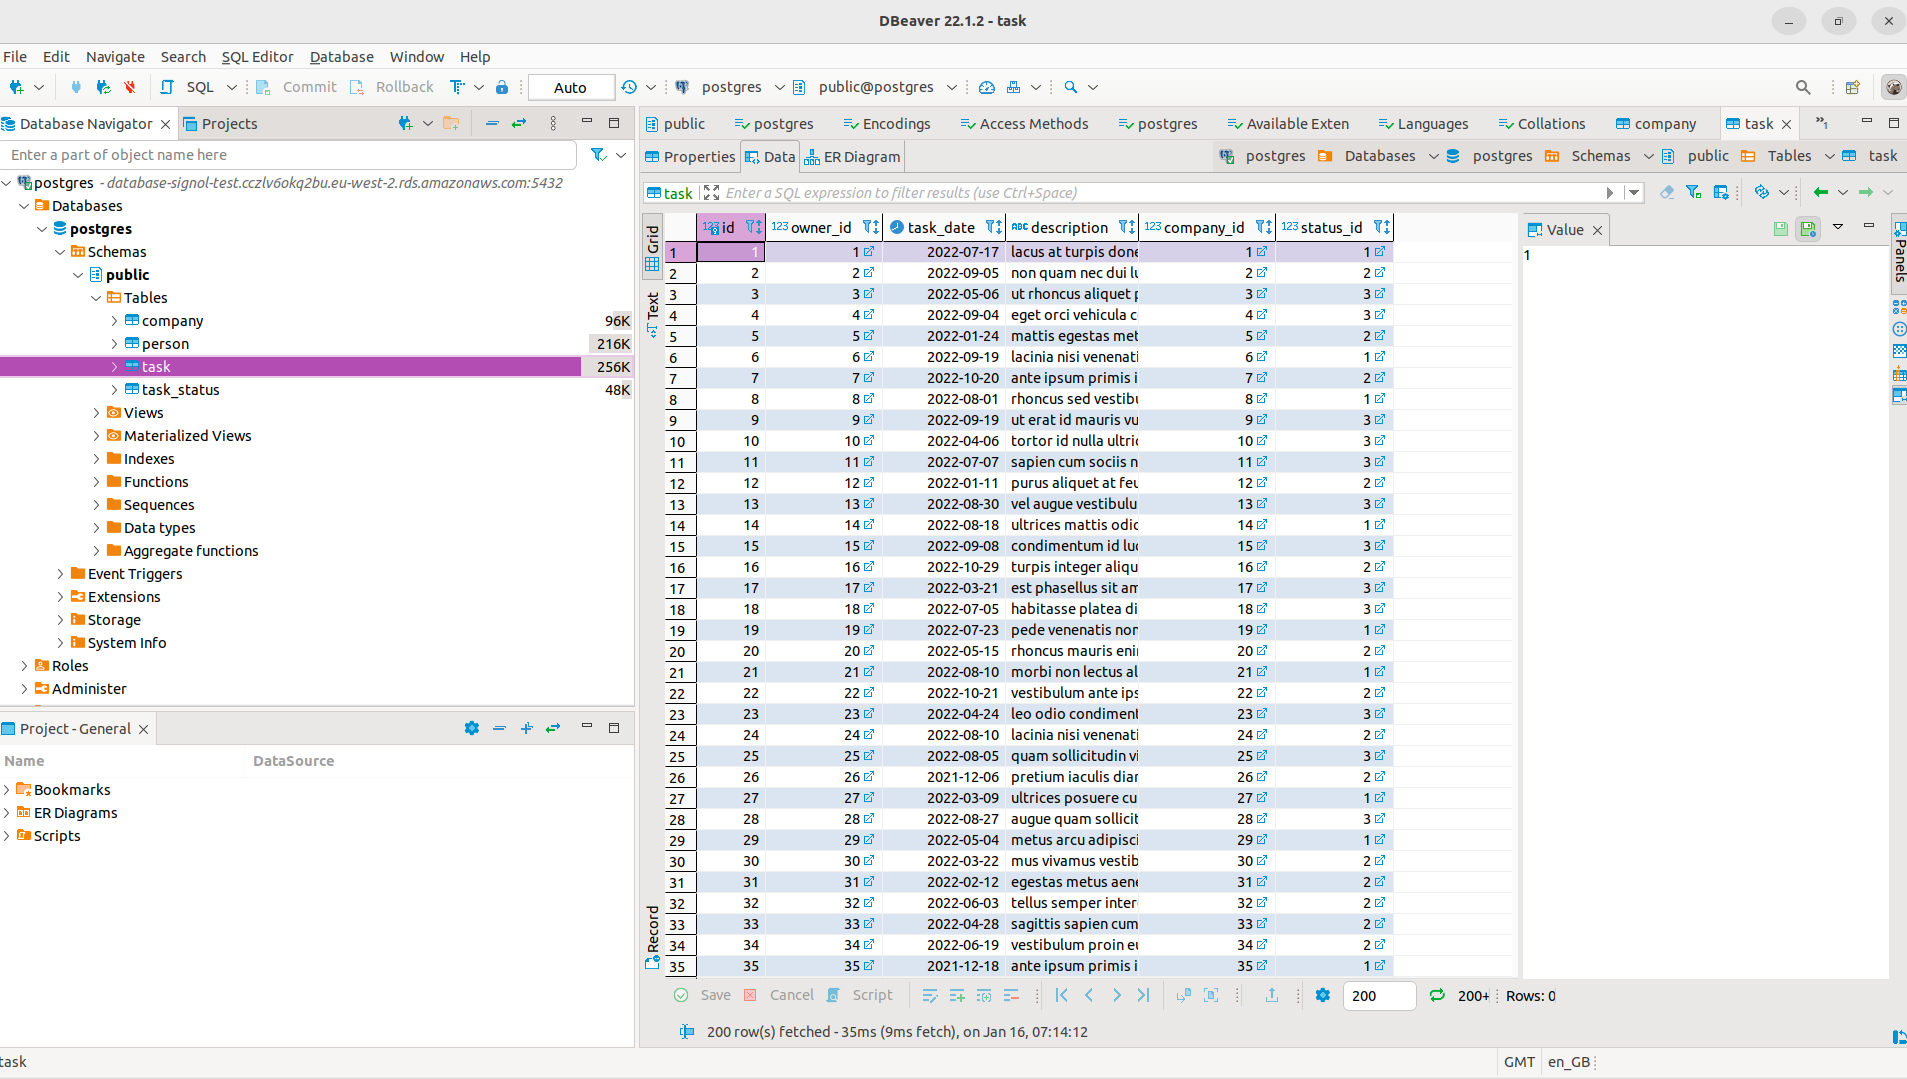 DBeaver 22.1.2 - task
File Edit Navigate Search SQL Editor Database Window Help
SQL Commit Rollback Auto postgres public@postgres
Database Navigator Projects
Enter a part of object name here
postgres - database-signol-test.cczlv6okq2bu.eu-west-2.rds.amazonaws.com:5432
Databases
postgres
Schemas
public
Tables
company 96K
person 216K
task 256K
task_status 48K
Views
Materialized Views
Indexes
Functions
Sequences
Data types
Aggregate functions
Event Triggers
Extensions
Storage
System Info
Roles
Administer
Project - General
Name DataSource
Bookmarks
ER Diagrams
Scripts
public postgres Encodings Access Methods postgres Available Exten Languages Collations company task »1
Properties Data ER Diagram postgres Databases postgres Schemas public Tables task
task Enter a SQL expression to filter results (use Ctrl+Space)
Grid
Text
Record
123 id 123 owner_id task_date ABC description 123 company_id 123 status_id
1 1 1 2022-07-17 lacus at turpis done 1 1
2 2 2 2022-09-05 non quam nec dui lu 2 2
3 3 3 2022-05-06 ut rhoncus aliquet p 3 3
4 4 4 2022-09-04 eget orci vehicula c 4 3
5 5 5 2022-01-24 mattis egestas met 5 2
6 6 6 2022-09-19 lacinia nisi venenati 6 1
7 7 7 2022-10-20 ante ipsum primis i 7 2
8 8 8 2022-08-01 rhoncus sed vestibu 8 1
9 9 9 2022-09-19 ut erat id mauris vu 9 3
10 10 10 2022-04-06 tortor id nulla ultric 10 3
11 11 11 2022-07-07 sapien cum sociis n 11 3
12 12 12 2022-01-11 purus aliquet at feu 12 2
13 13 13 2022-08-30 vel augue vestibulu 13 3
14 14 14 2022-08-18 ultrices mattis odio 14 1
15 15 15 2022-09-08 condimentum id luc 15 3
16 16 16 2022-10-29 turpis integer aliqu 16 2
17 17 17 2022-03-21 est phasellus sit am 17 3
18 18 18 2022-07-05 habitasse platea di 18 3
19 19 19 2022-07-23 pede venenatis non 19 1
20 20 20 2022-05-15 rhoncus mauris eni 20 2
21 21 21 2022-08-10 morbi non lectus al 21 1
22 22 22 2022-10-21 vestibulum ante ips 22 2
23 23 23 2022-04-24 leo odio condiment 23 3
24 24 24 2022-08-10 lacinia nisi venenati 24 2
25 25 25 2022-08-05 quam sollicitudin vi 25 3
26 26 26 2021-12-06 pretium iaculis diar 26 2
27 27 27 2022-03-09 ultrices posuere cu 27 1
28 28 28 2022-08-27 augue quam sollicit 28 3
29 29 29 2022-05-04 metus arcu adipisci 29 1
30 30 30 2022-03-22 mus vivamus vestib 30 2
31 31 31 2022-02-12 egestas metus aene 31 2
32 32 32 2022-06-03 tellus semper inter 32 2
33 33 33 2022-04-28 sagittis sapien cum 33 2
34 34 34 2022-06-19 vestibulum proin eu 34 2
35 35 35 2021-12-18 ante ipsum primis i 35 1
Value
1
Panels
Save Cancel Script 200 200+ Rows: 0
200 row(s) fetched - 35ms (9ms fetch), on Jan 16, 07:14:12
task GMT en_GB